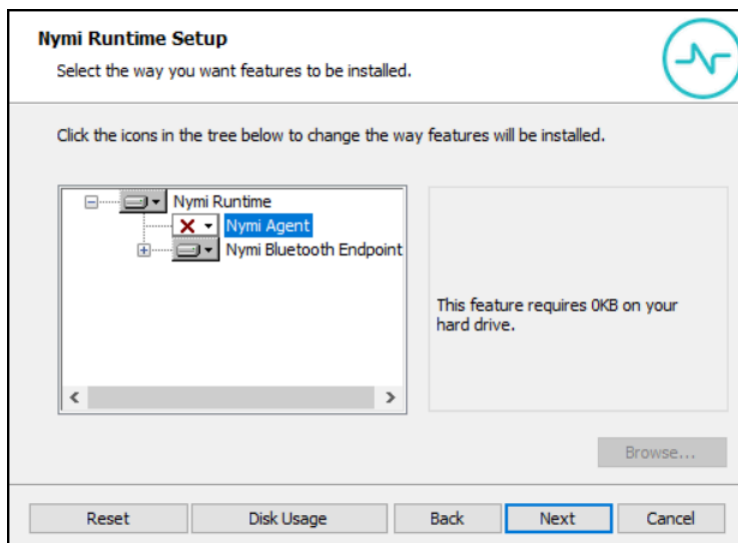 Nymi Runtime Setup
Select the way you want features to be installed.
Click the icons in the tree below to change the way features will be installed.
Nymi Runtime
Nymi Agent
Nymi Bluetooth Endpoint
This feature requires 0KB on your
hard drive.
Browse...
Reset
Disk Usage
Back
Next
Cancel